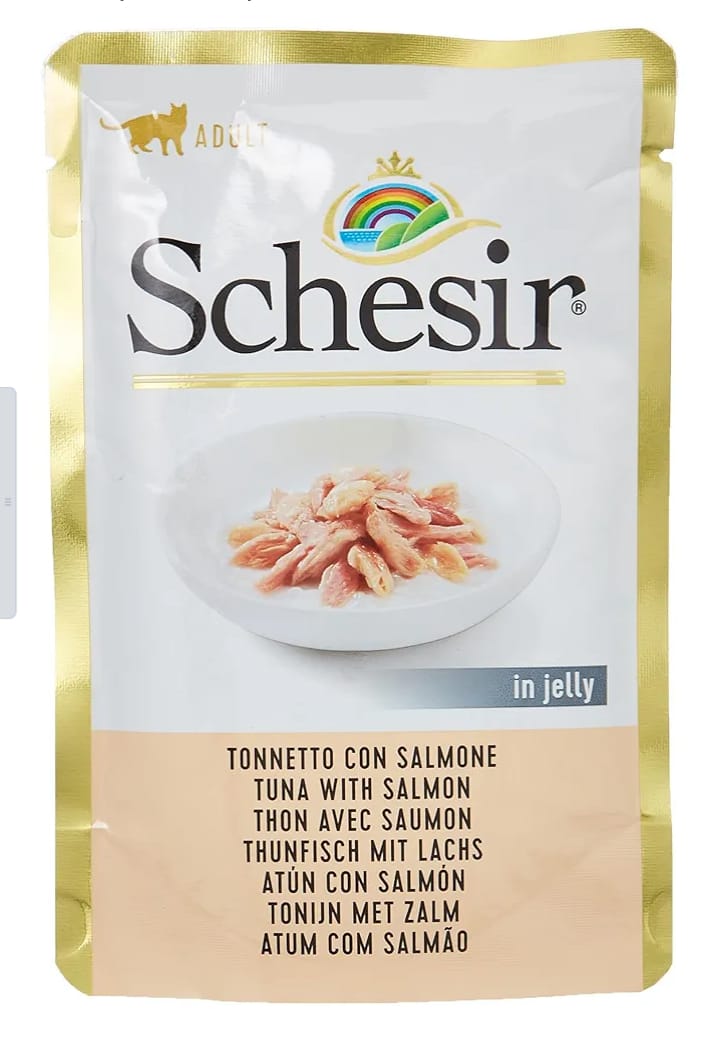 ADULT
Schesir®
in jelly
TONNETTO CON SALMONE
TUNA WITH SALMON
THON AVEC SAUMON
THUNFISCH MIT LACHS
ATÚN CON SALMÓN
TONIJN MET ZALM
ATUM COM SALMÃO